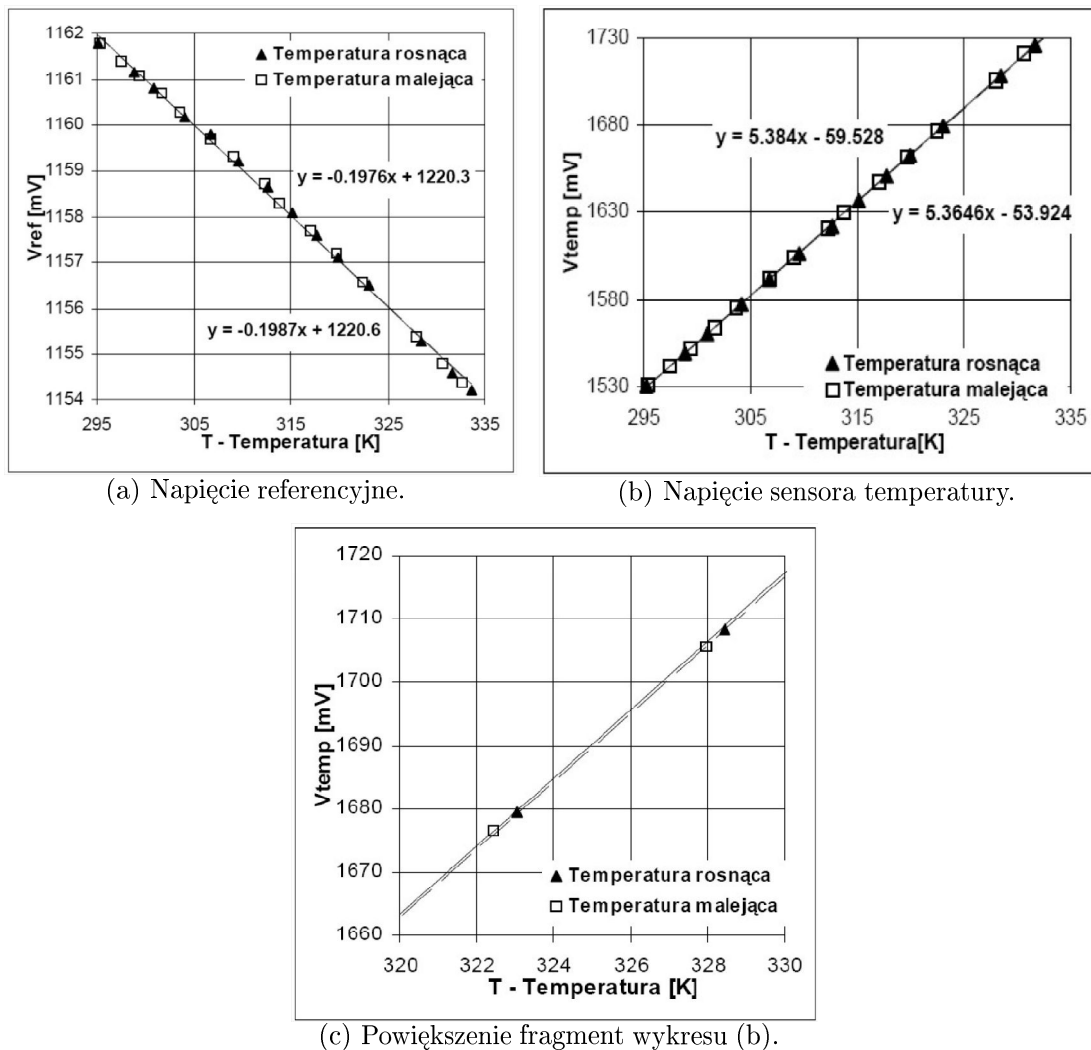 1162
1161
1160
1159
1158
1157
1156
1155
1154
Vref [mV]
▲ Temperatura rosnąca
□ Temperatura malejąca
y = -0.1976x + 1220.3
y = -0.1987x + 1220.6
295 305 315 325 335
T - Temperatura [K]
(a) Napięcie referencyjne.
1730
1680
1630
1580
1530
Vtemp [mV]
y = 5.384x - 59.528
y = 5.3646x - 53.924
▲ Temperatura rosnąca
□ Temperatura malejąca
295 305 315 325 335
T - Temperatura[K]
(b) Napięcie sensora temperatury.
1720
1710
1700
1690
1680
1670
1660
Vtemp [mV]
▲ Temperatura rosnąca
□ Temperatura malejąca
320 322 324 326 328 330
T - Temperatura [K]
(c) Powiększenie fragment wykresu (b).